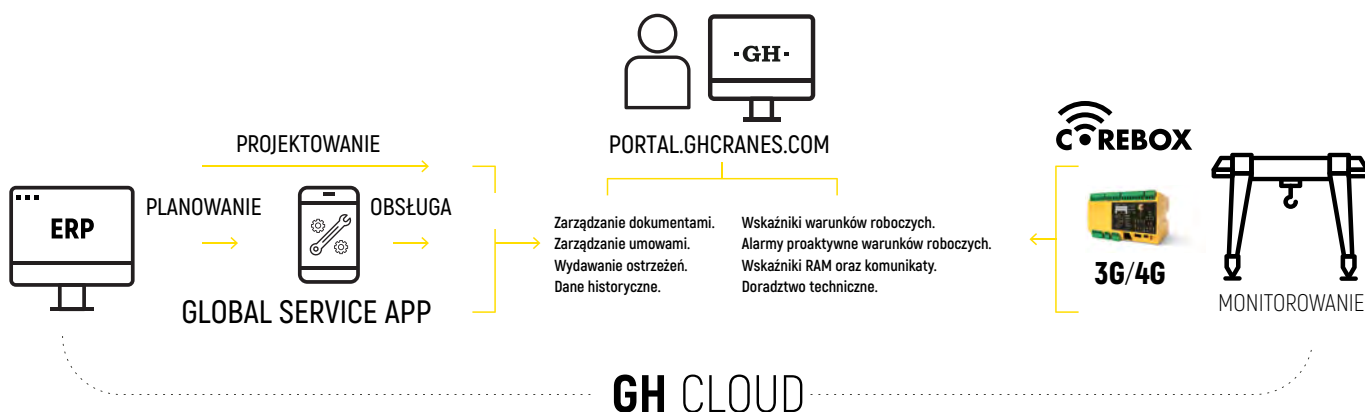 ·GH·
PORTAL.GHCRANES.COM
PROJEKTOWANIE
ERP
PLANOWANIE
OBSŁUGA
GLOBAL SERVICE APP
Zarządzanie dokumentami.
Zarządzanie umowami.
Wydawanie ostrzeżeń.
Dane historyczne.
Wskaźniki warunków roboczych.
Alarmy proaktywne warunków roboczych.
Wskaźniki RAM oraz komunikaty.
Doradztwo techniczne.
COREBOX
3G/4G
MONITOROWANIE
GH CLOUD